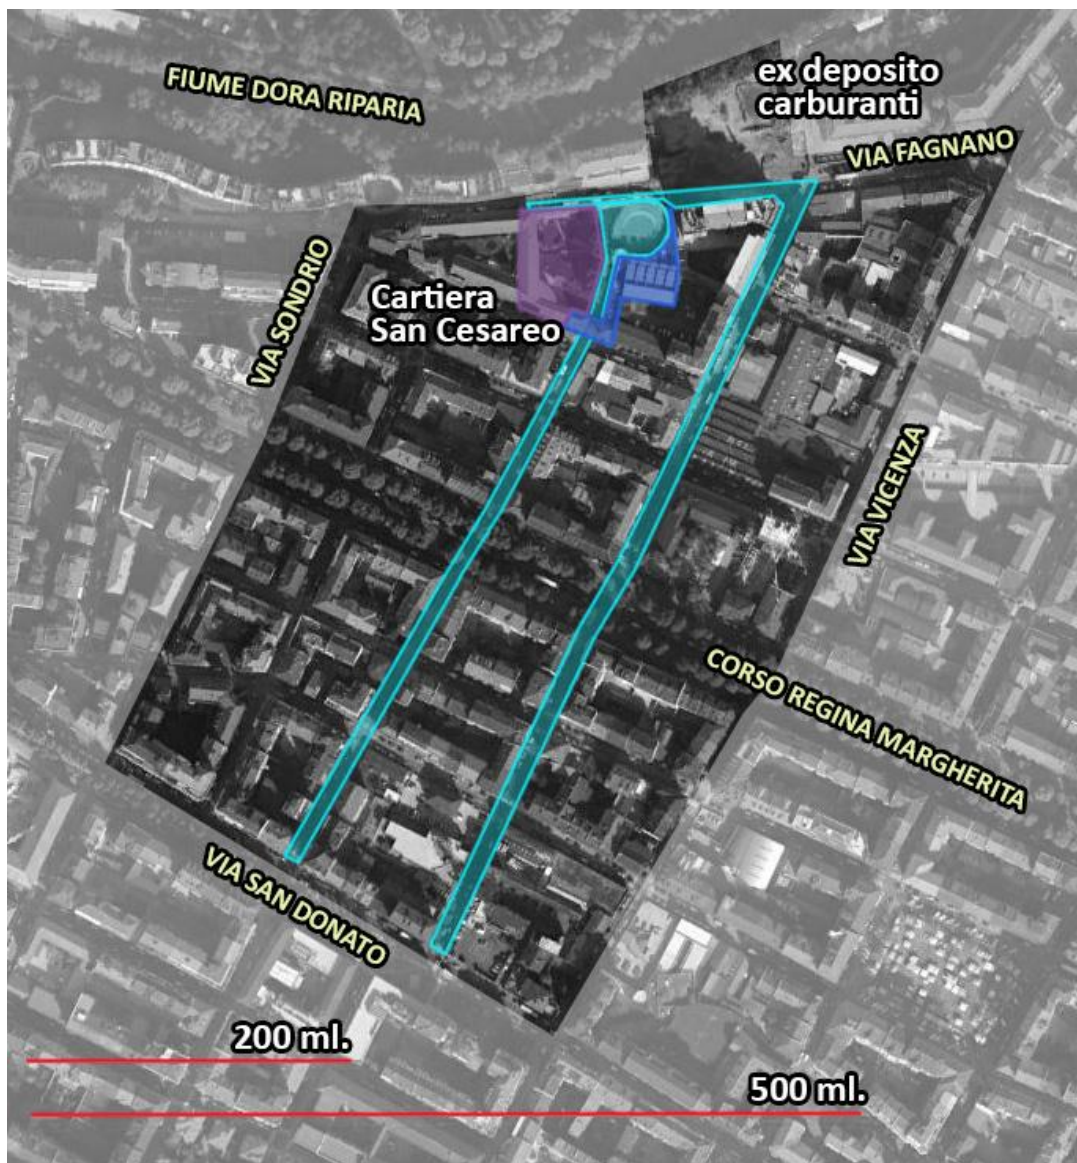 ex deposito
carburanti
FIUME DORA RIPARIA
VIA FAGNANO
VIA SONDRIO
Cartiera
San Cesareo
VIA VICENZA
CORSO REGINA MARGHERITA
VIA SAN DONATO
200 ml.
500 ml.